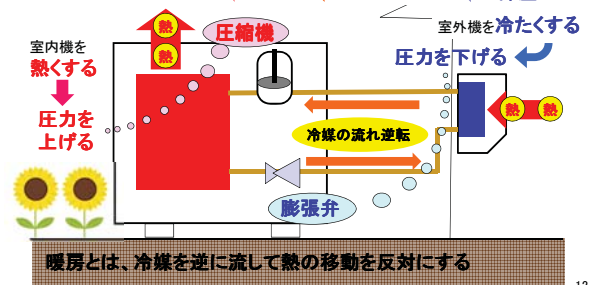 熱
熱
圧縮機
室内機を
熱くする
圧力を
上げる
室外機を冷たくする
圧力を下げる
熱 熱
冷媒の流れ逆転
膨張弁
暖房とは、冷媒を逆に流して熱の移動を反対にする